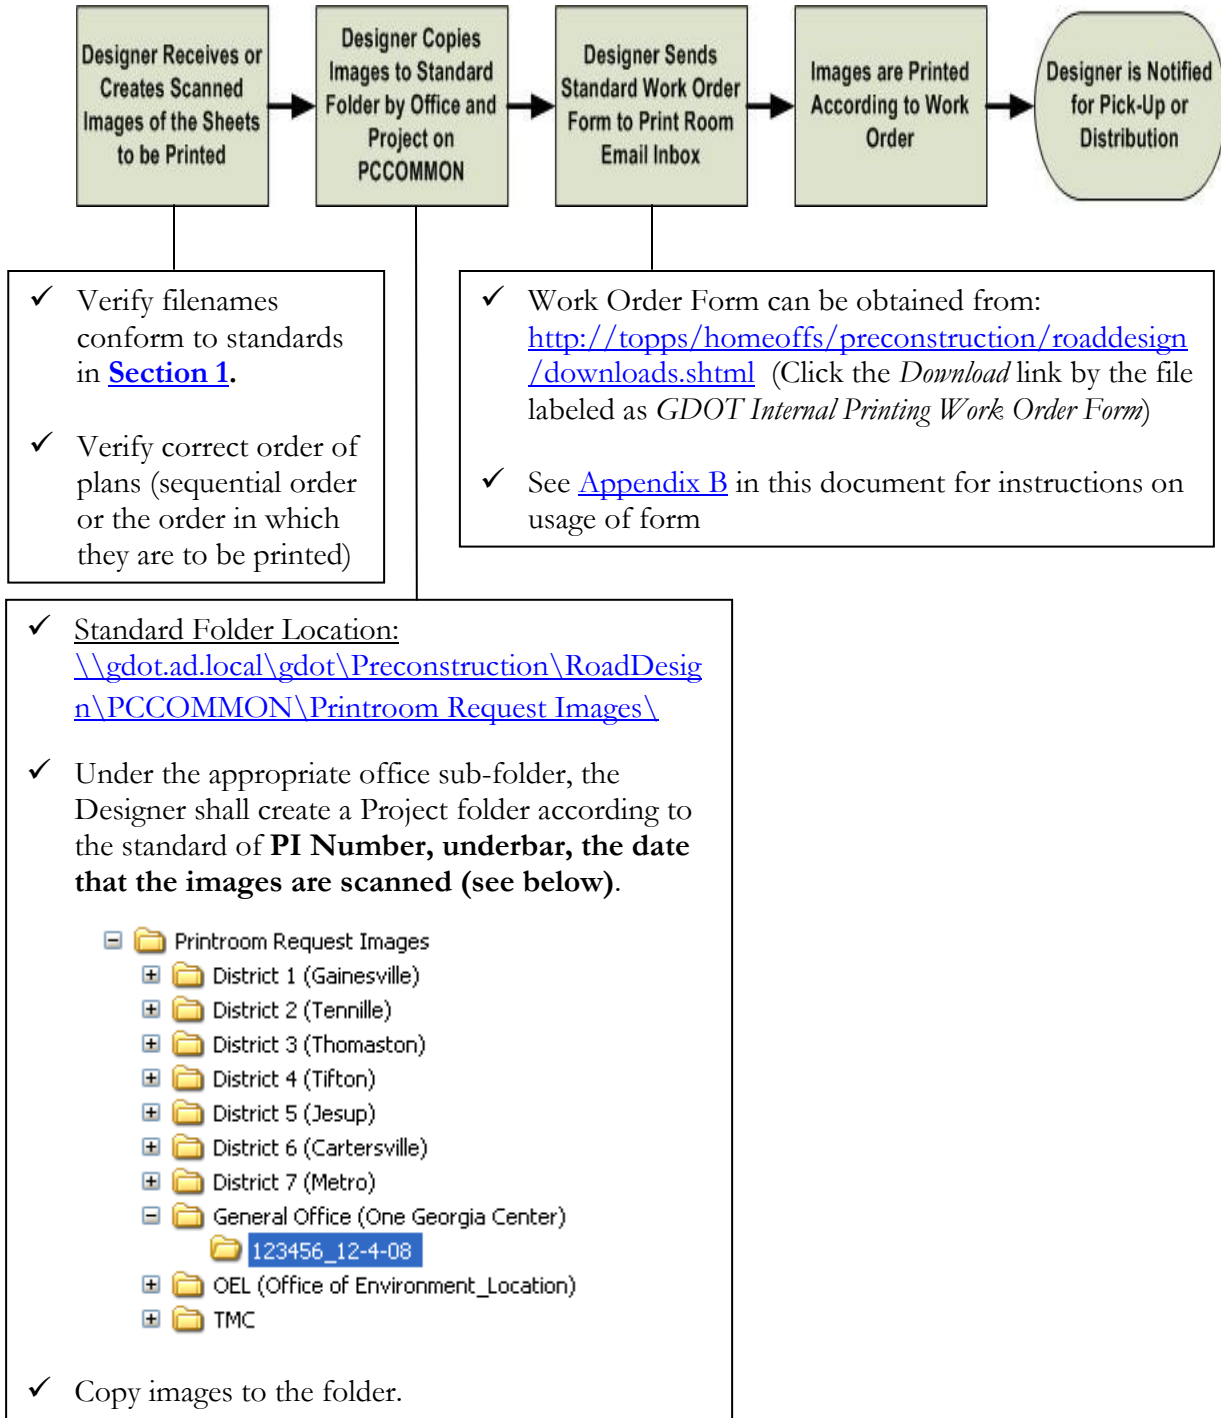 Designer Receives or
Creates Scanned
Images of the Sheets
to be Printed
Designer Copies
Images to Standard
Folder by Office and
Project on
PCCOMMON
Designer Sends
Standard Work Order
Form to Print Room
Email Inbox
Images are Printed
According to Work
Order
Designer is Notified
for Pick-Up or
Distribution
✓ Verify filenames
conform to standards
in Section 1.
✓ Verify correct order of
plans (sequential order
or the order in which
they are to be printed)
✓ Work Order Form can be obtained from:
http://topps/homeoffs/preconstruction/roaddesign
/downloads.shtml (Click the Download link by the file
labeled as GDOT Internal Printing Work Order Form)
✓ See Appendix B in this document for instructions on
usage of form
✓ Standard Folder Location:
\\gdot.ad.local\gdot\Preconstruction\RoadDesig
n\PCCOMMON\Printroom Request Images\
✓ Under the appropriate office sub-folder, the
Designer shall create a Project folder according to
the standard of PI Number, underbar, the date
that the images are scanned (see below).
Printroom Request Images
District 1 (Gainesville)
District 2 (Tennille)
District 3 (Thomaston)
District 4 (Tifton)
District 5 (Jesup)
District 6 (Cartersville)
District 7 (Metro)
General Office (One Georgia Center)
123456_12-4-08
OEL (Office of Environment_Location)
TMC
✓ Copy images to the folder.